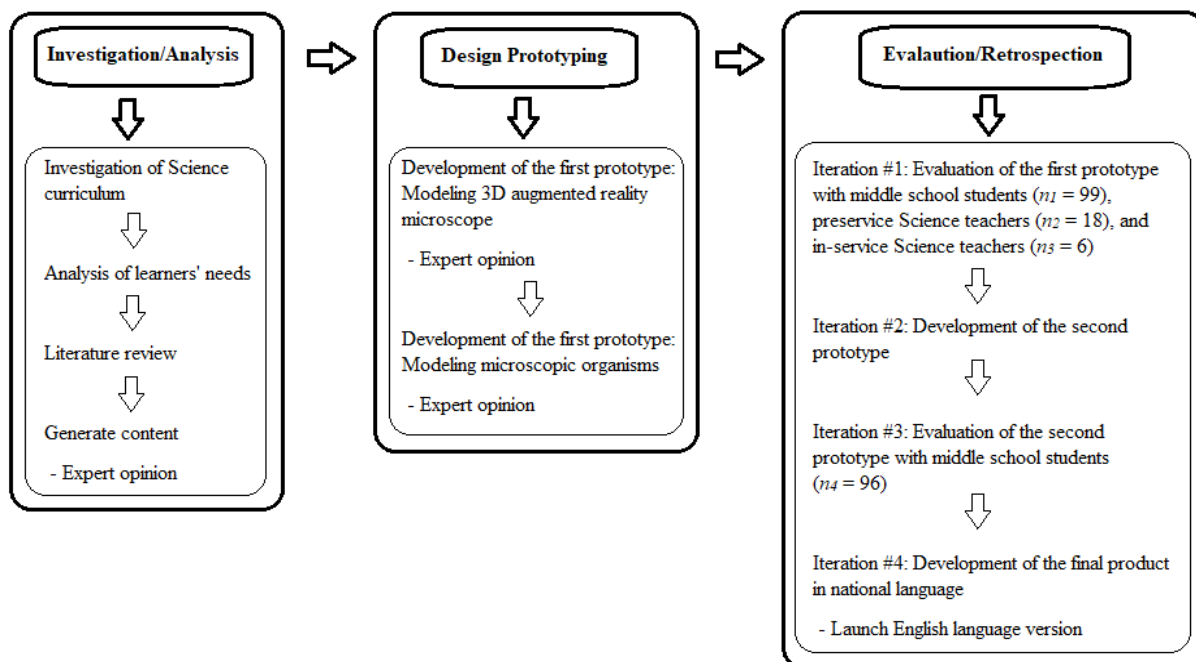 Investigation/Analysis
Investigation of Science
curriculum
Analysis of learners' needs
Literature review
Generate content
- Expert opinion
Design Prototyping
Development of the first prototype:
Modeling 3D augmented reality
microscope
- Expert opinion
Development of the first prototype:
Modeling microscopic organisms
- Expert opinion
Evalaution/Retrospection
Iteration #1: Evaluation of the first prototype
with middle school students (n1 = 99),
preservice Science teachers (n2 = 18), and
in-service Science teachers (n3 = 6)
Iteration #2: Development of the second
prototype
Iteration #3: Evaluation of the second
prototype with middle school students
(n4 = 96)
Iteration #4: Development of the final product
in national language
- Launch English language version